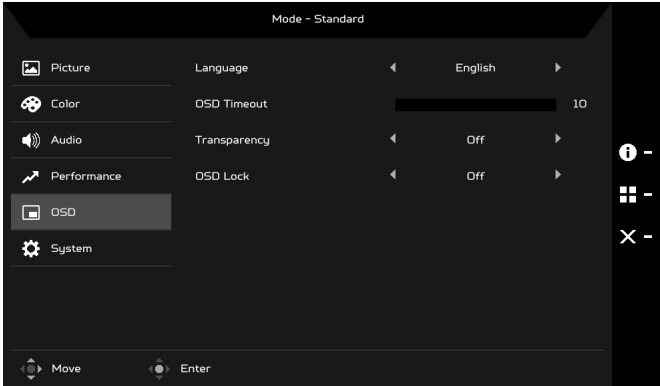 Mode - Standard
Picture
Language English
Color
OSD Timeout 10
Audio
Transparency Off
Performance
OSD Lock Off
OSD
System
Move Enter